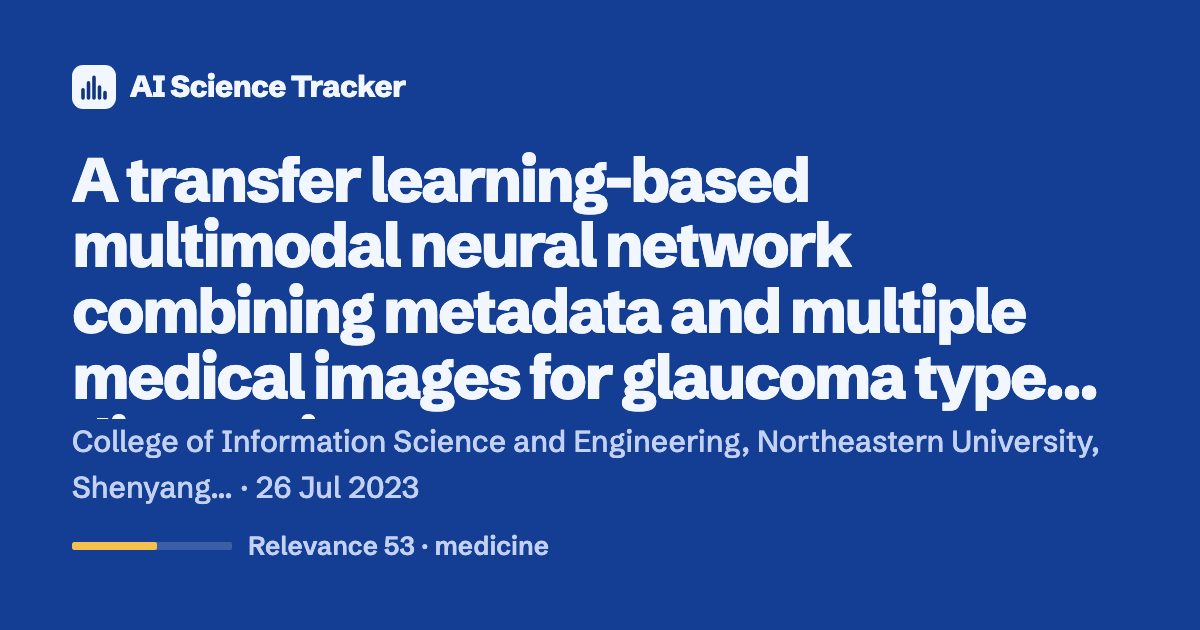 AI Science Tracker
A transfer learning-based
multimodal neural network
combining metadata and multiple
medical images for glaucoma type...
College of Information Science and Engineering, Northeastern University,
Shenyang... · 26 Jul 2023
Relevance 53 · medicine